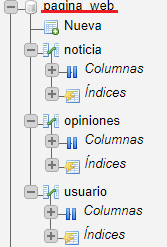 pagina_web
Nueva
noticia
Columnas
Índices
opiniones
Columnas
Índices
usuario
Columnas
Índices